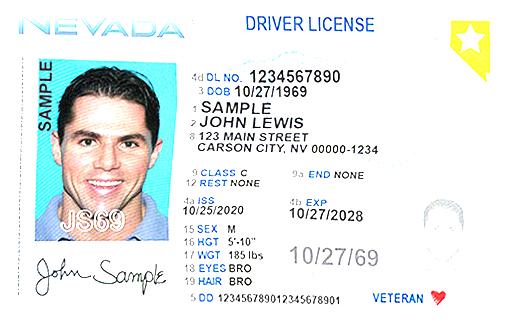 NEVADA
DRIVER LICENSE
SAMPLE
4d DL NO. 1234567890
3 DOB 10/27/1969
1 SAMPLE
2 JOHN LEWIS
8 123 MAIN STREET
CARSON CITY, NV 00000-1234
9 CLASS C 9a END NONE
12 REST NONE
4a ISS 4b EXP
10/25/2020 10/27/2028
JS69
15 SEX M
16 HGT 5'-10"
17 WGT 185 lbs
10/27/69
18 EYES BRO
19 HAIR BRO
John Sample
5 DD 12345678901234567890​1
VETERAN